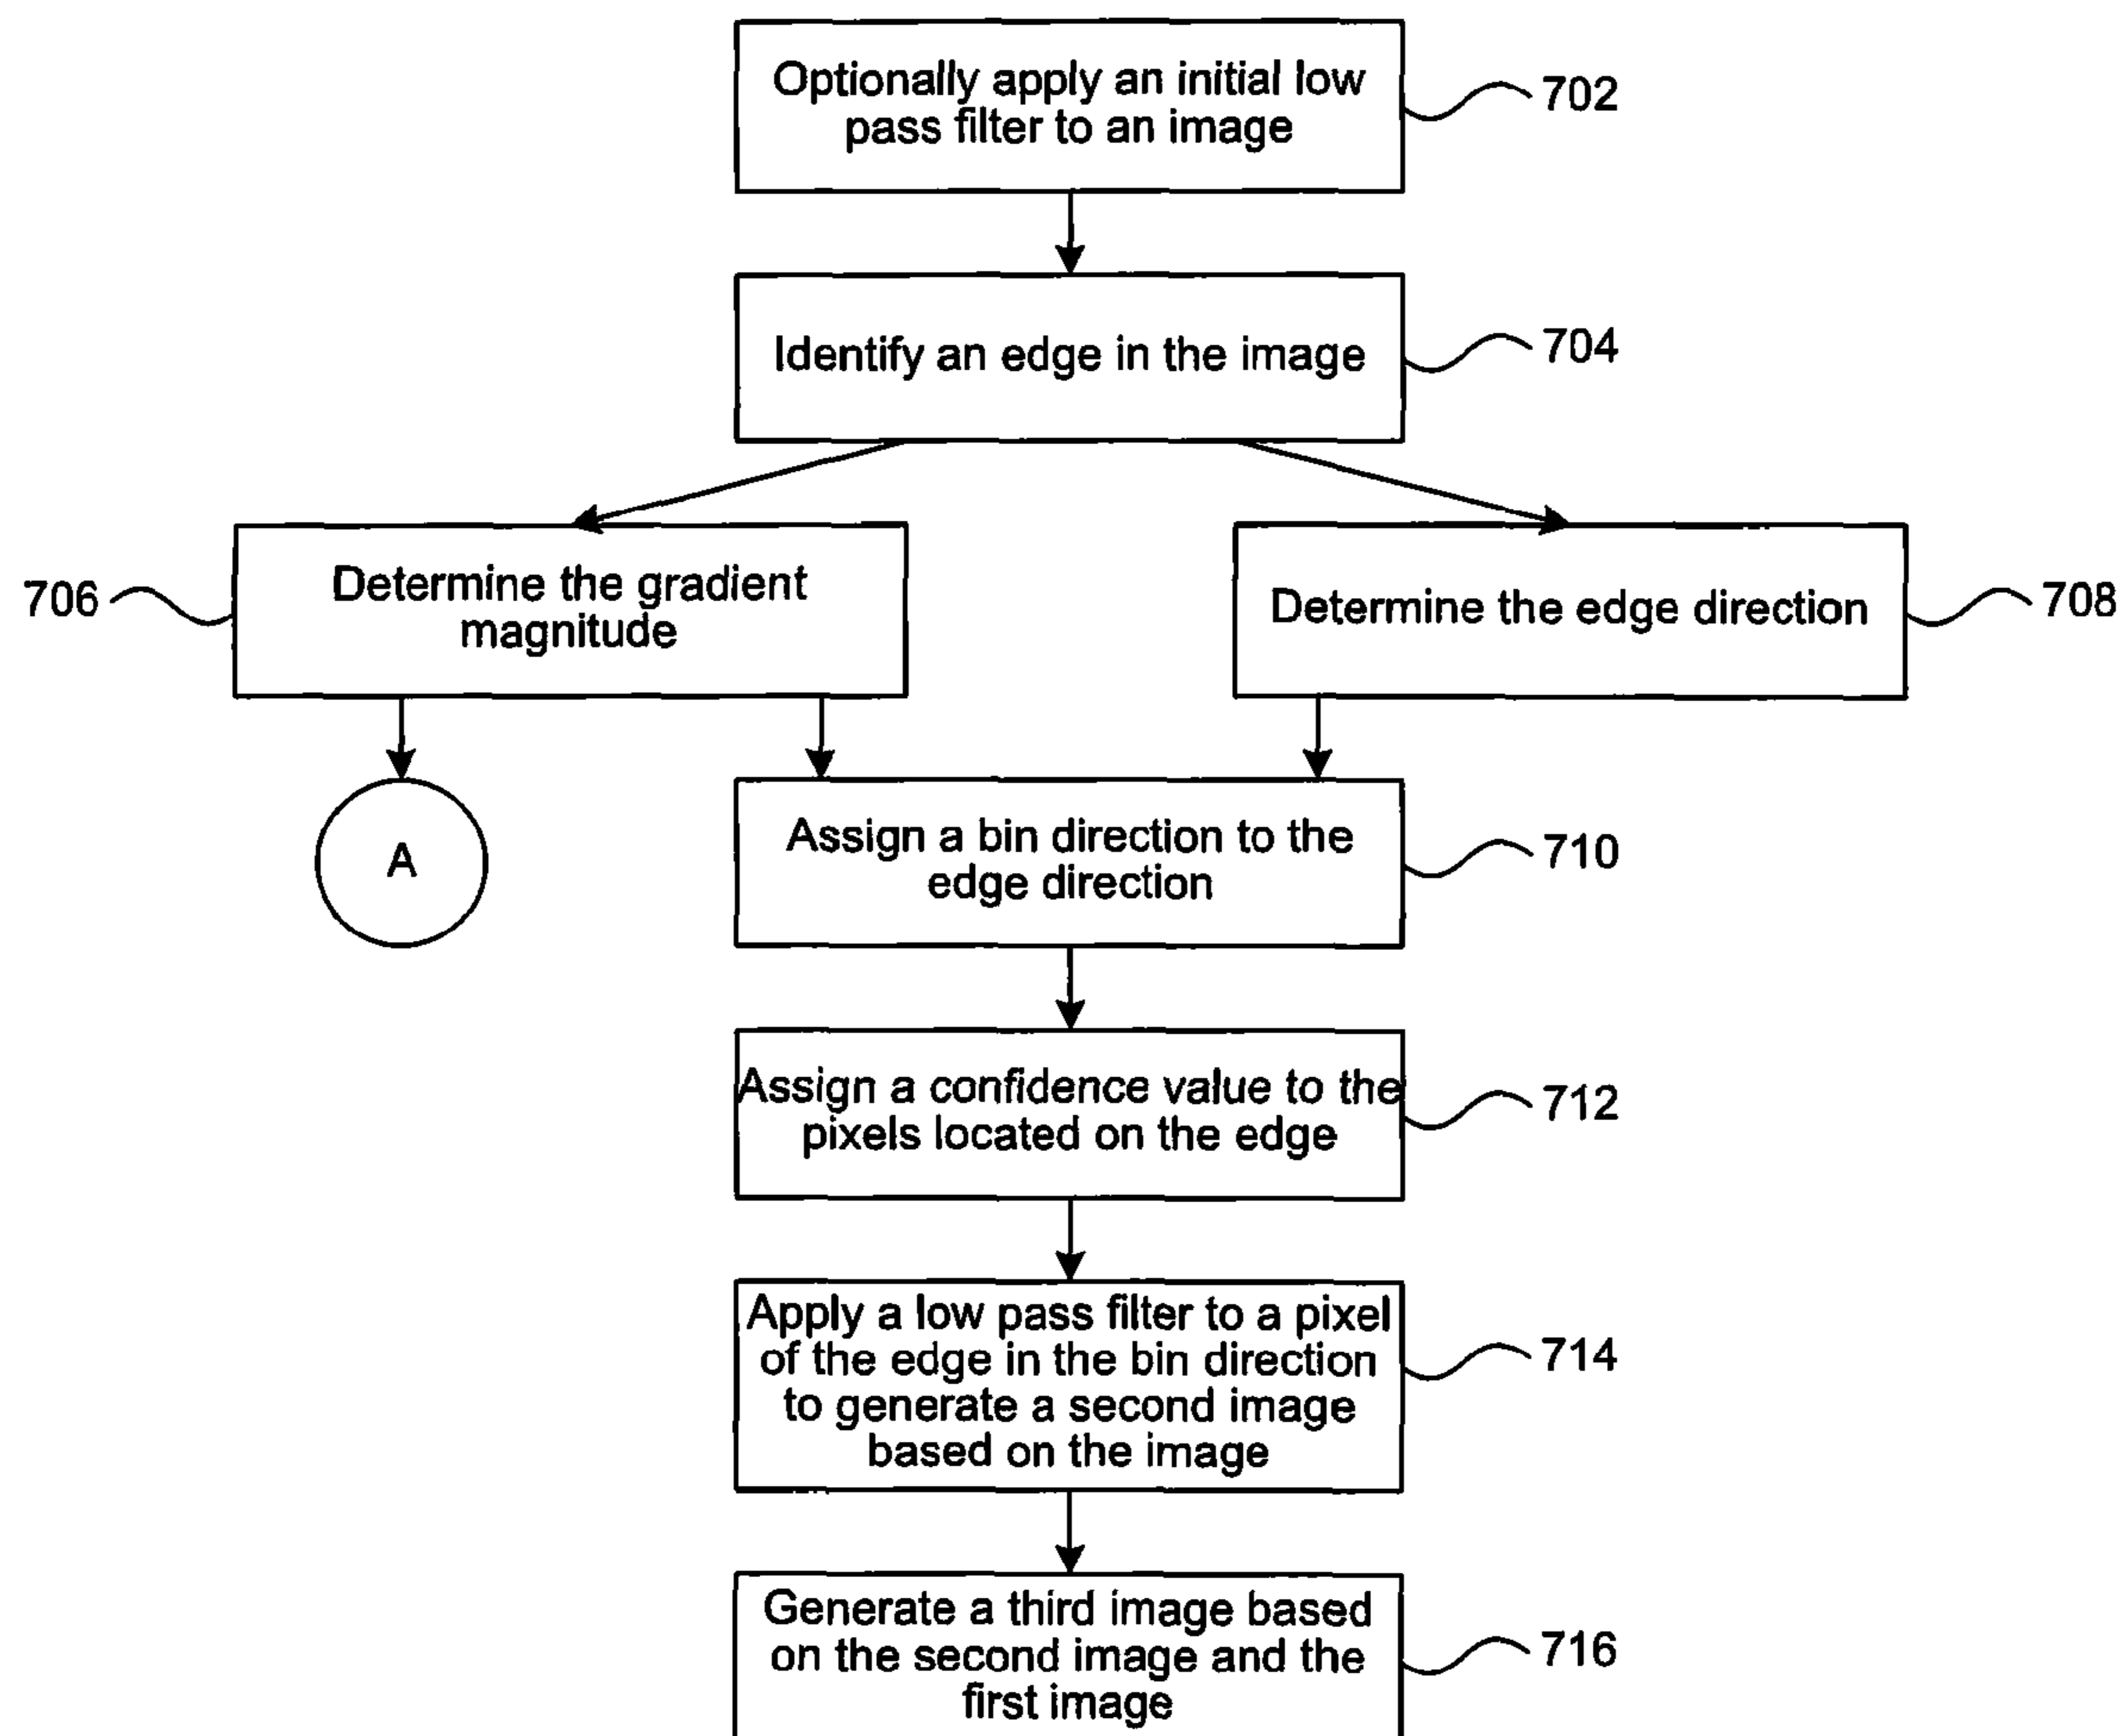 Optionally apply an initial low
pass filter to an image
702
Identify an edge in the image
704
706
Determine the gradient
magnitude
Determine the edge direction
708
A
Assign a bin direction to the
edge direction
710
Assign a confidence value to the
pixels located on the edge
712
Apply a low pass filter to a pixel
of the edge in the bin direction
to generate a second image
based on the image
714
Generate a third image based
on the second image and the
first image
716